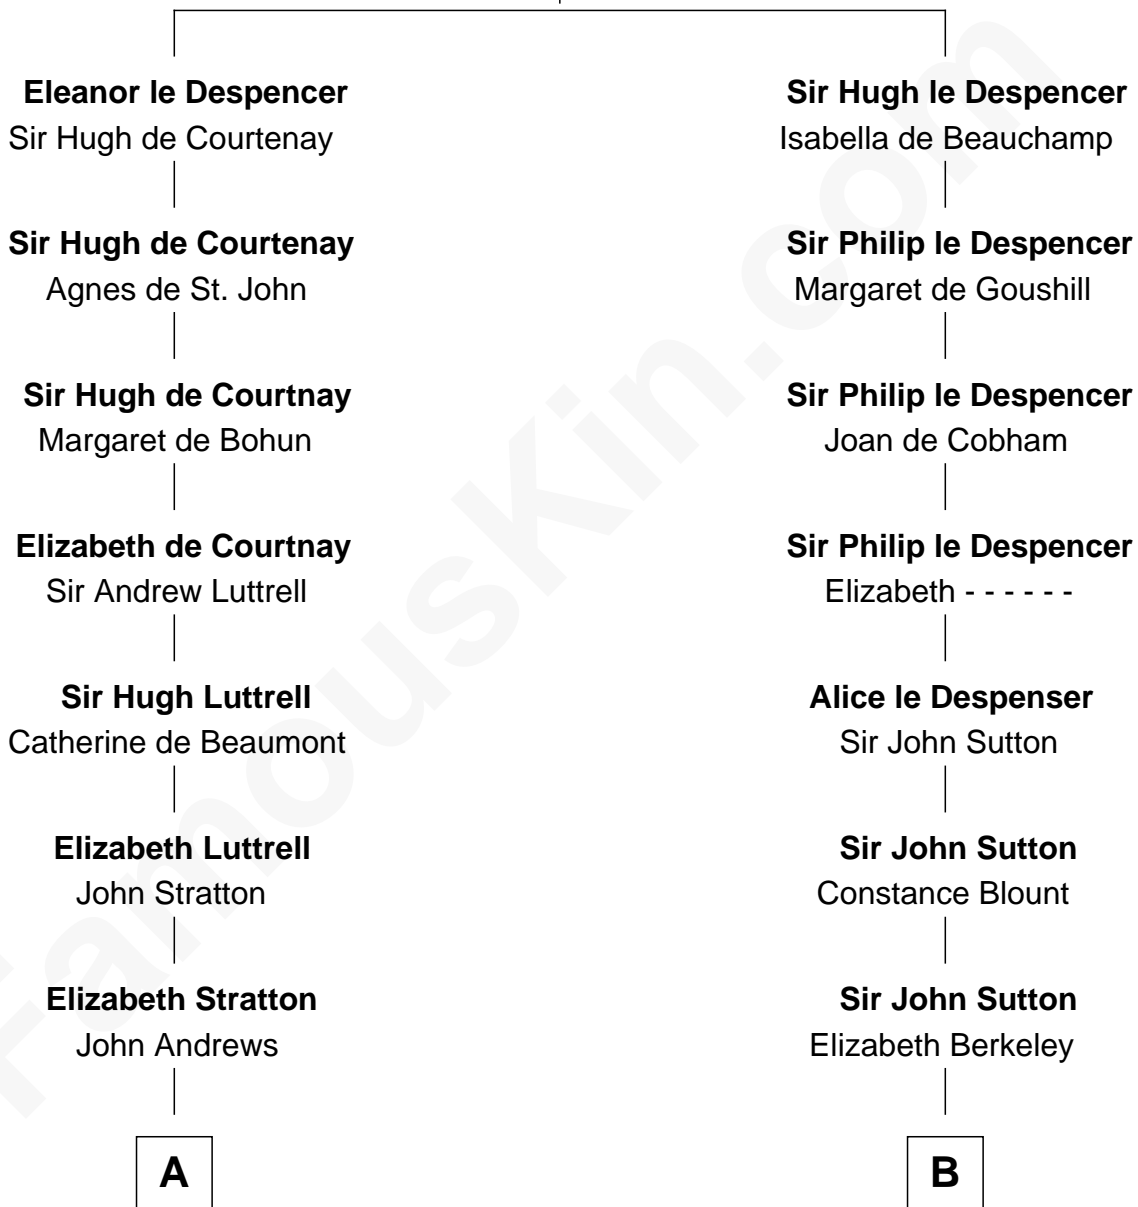 Eleanor le Despencer
Sir Hugh de Courtenay
Sir Hugh de Courtenay
Agnes de St. John
Sir Hugh de Courtnay
Margaret de Bohun
Elizabeth de Courtnay
Sir Andrew Luttrell
Sir Hugh Luttrell
Catherine de Beaumont
Elizabeth Luttrell
John Stratton
Elizabeth Stratton
John Andrews
A
Sir Hugh le Despencer
Isabella de Beauchamp
Sir Philip le Despencer
Margaret de Goushill
Sir Philip le Despencer
Joan de Cobham
Sir Philip le Despencer
Elizabeth - - - - - -
Alice le Despenser
Sir John Sutton
Sir John Sutton
Constance Blount
Sir John Sutton
Elizabeth Berkeley
B
FamousKin.com